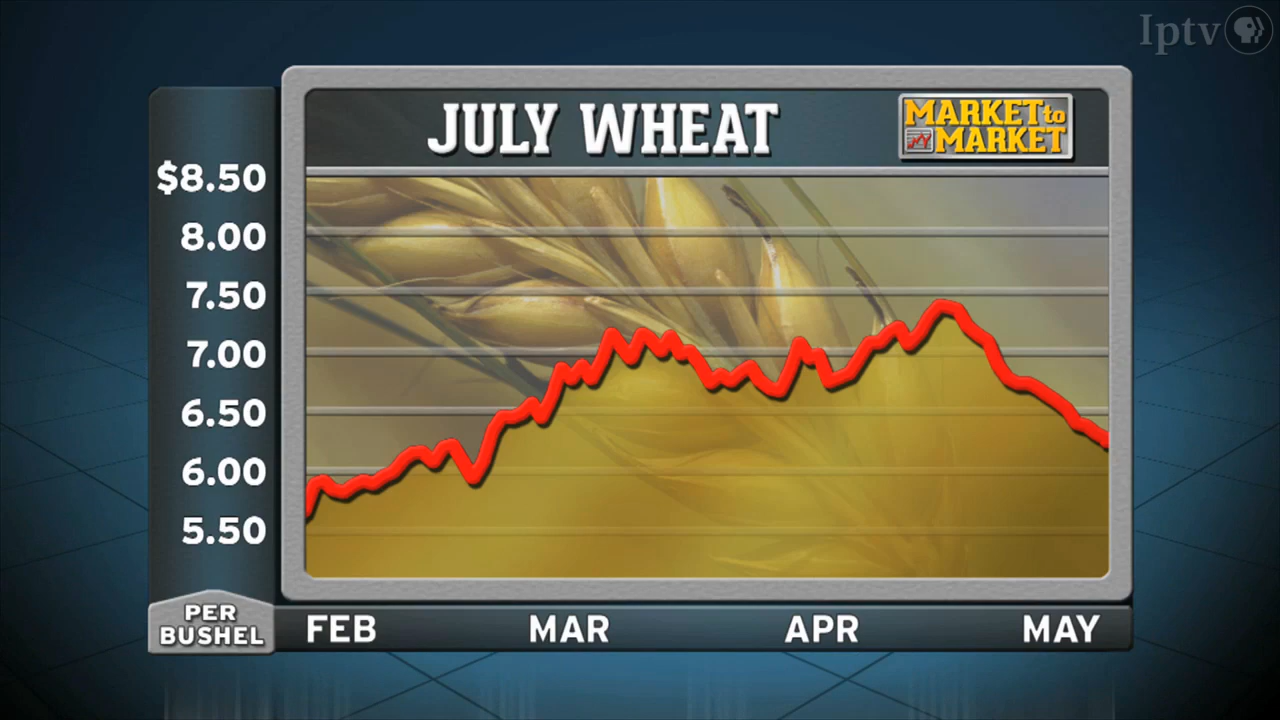 Iptv
JULY WHEAT
MARKET to
MARKET
$8.50
8.00
7.50
7.00
6.50
6.00
5.50
PER
BUSHEL
FEB MAR APR MAY